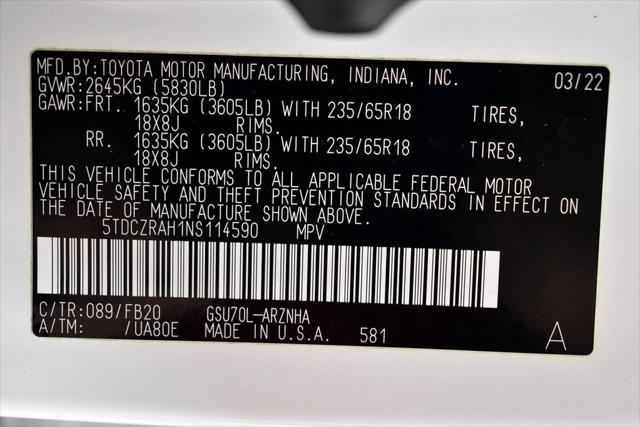 MFD.BY:TOYOTA MOTOR MANUFACTURING, INDIANA, INC. 03/22
GVWR:2645KG (5830LB)
GAWR:FRT. 1635KG (3605LB) WITH 235/65R18 TIRES,
18X8J RIMS.
RR. 1635KG (3605LB) WITH 235/65R18 TIRES,
18X8J RIMS.
THIS VEHICLE CONFORMS TO ALL APPLICABLE FEDERAL MOTOR
VEHICLE SAFETY AND THEFT PREVENTION STANDARDS IN EFFECT ON
THE DATE OF MANUFACTURE SHOWN ABOVE.
5TDCZRAH1NS114590 MPV
C/TR:089/FB20 GSU70L-ARZNHA
A/TM: /UA80E MADE IN U.S.A. 581 A